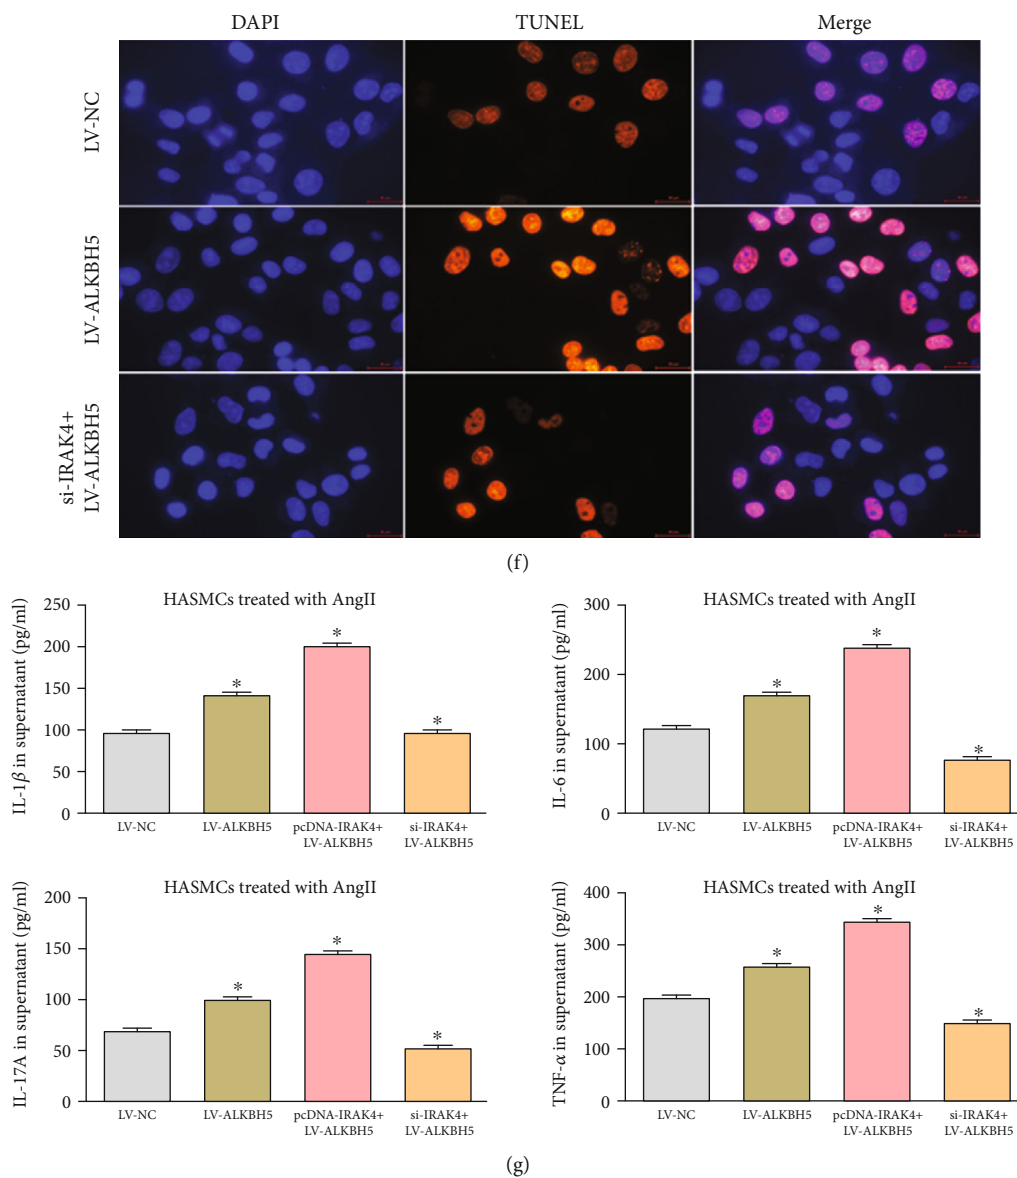 DAPI TUNEL Merge
LV-NC
LV-ALKBH5
si-IRAK4+
LV-ALKBH5
(f)
HASMCs treated with AngII
IL-1β in supernatant (pg/ml)
250
200
150
100
50
0
*
*
*
LV-NC LV-ALKBH5 pcDNA-IRAK4+ si-IRAK4+
LV-ALKBH5 LV-ALKBH5
HASMCs treated with AngII
IL-6 in supernatant (pg/ml)
300
200
100
0
*
*
*
LV-NC LV-ALKBH5 pcDNA-IRAK4+ si-IRAK4+
LV-ALKBH5 LV-ALKBH5
HASMCs treated with AngII
IL-17A in supernatant (pg/ml)
200
150
100
50
0
*
*
*
LV-NC LV-ALKBH5 pcDNA-IRAK4+ si-IRAK4+
LV-ALKBH5 LV-ALKBH5
HASMCs treated with AngII
TNF-α in supernatant (pg/ml)
400
300
200
100
0
*
*
*
LV-NC LV-ALKBH5 pcDNA-IRAK4+ si-IRAK4+
LV-ALKBH5 LV-ALKBH5
(g)